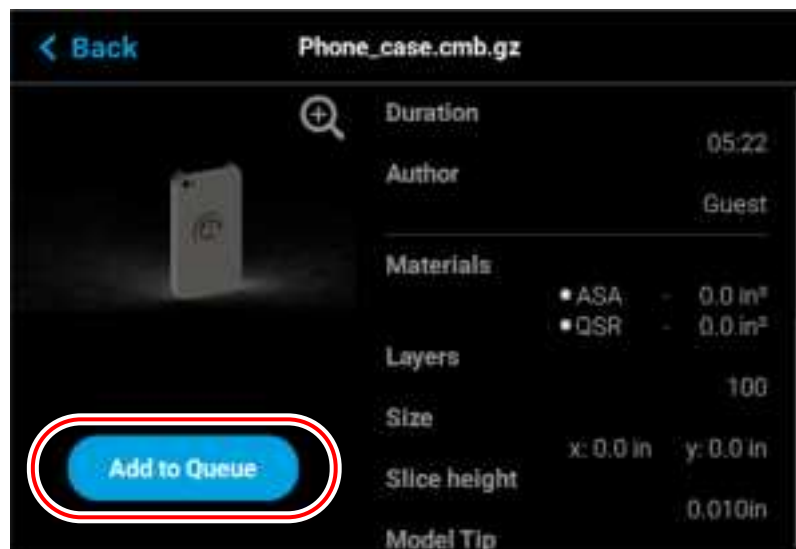 Back
Phone_case.cmb.gz
Duration
05:22
Author
Guest
Materials
ASA - 0.0 in³
QSR - 0.0 in³
Layers
100
Size
x: 0.0 in y: 0.0 in
Slice height
0.010in
Model Tip
Add to Queue